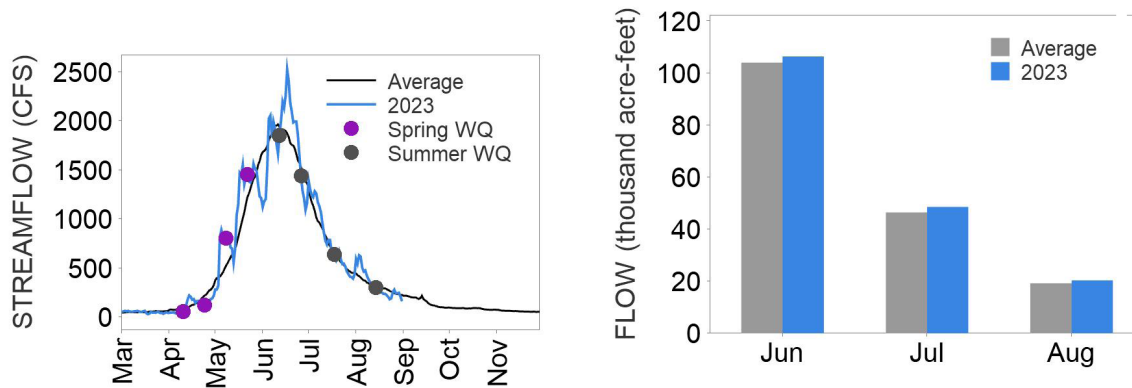 STREAMFLOW (CFS)
2500
2000
1500
1000
500
0
Average
2023
Spring WQ
Summer WQ
Mar
Apr
May
Jun
Jul
Aug
Sep
Oct
Nov
FLOW (thousand acre-feet)
120
100
80
60
40
20
0
Average
2023
Jun
Jul
Aug